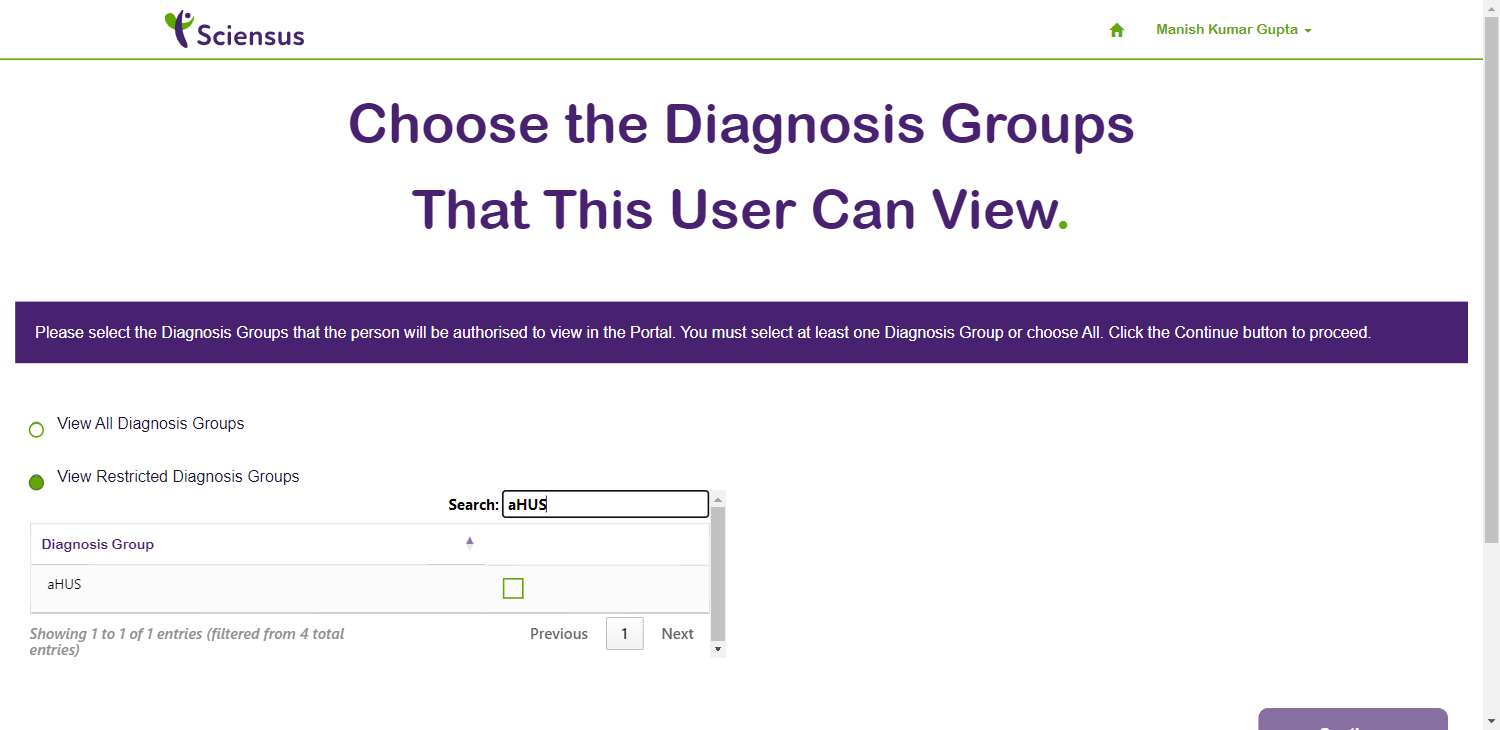 Sciensus
Manish Kumar Gupta
Choose the Diagnosis Groups
That This User Can View.
Please select the Diagnosis Groups that the person will be authorised to view in the Portal. You must select at least one Diagnosis Group or choose All. Click the Continue button to proceed.
View All Diagnosis Groups
View Restricted Diagnosis Groups
Search: aHUS
Diagnosis Group
aHUS
Showing 1 to 1 of 1 entries (filtered from 4 total
entries)
Previous 1 Next